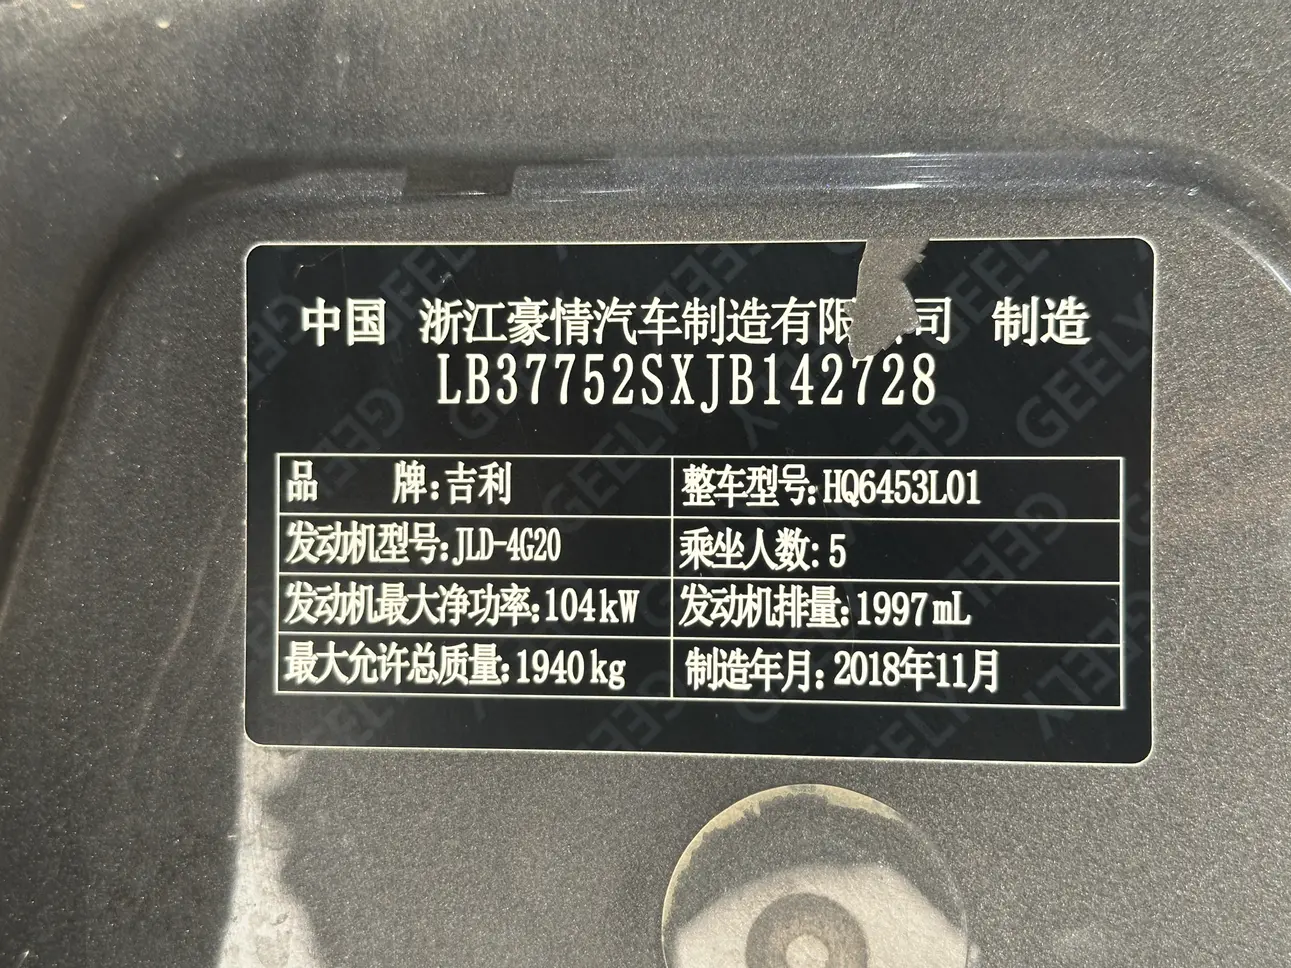 中国 浙江豪情汽车制造有限 司 制造
LB37752SXJB142728
品 牌:吉利 整车型号:HQ6453L01
发动机型号:JLD-4G20 乘坐人数:5
发动机最大净功率:104kW 发动机排量:1997mL
最大允许总质量:1940kg 制造年月:2018年11月
GEELY